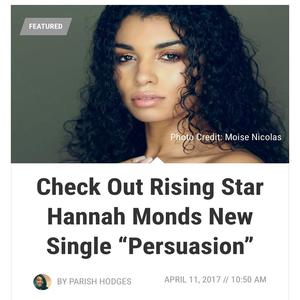 FEATURED
Photo Credit: Moise Nicolas
Check Out Rising Star
Hannah Monds New
Single “Persuasion”
BY PARISH HODGES
APRIL 11, 2017 // 10:50 AM